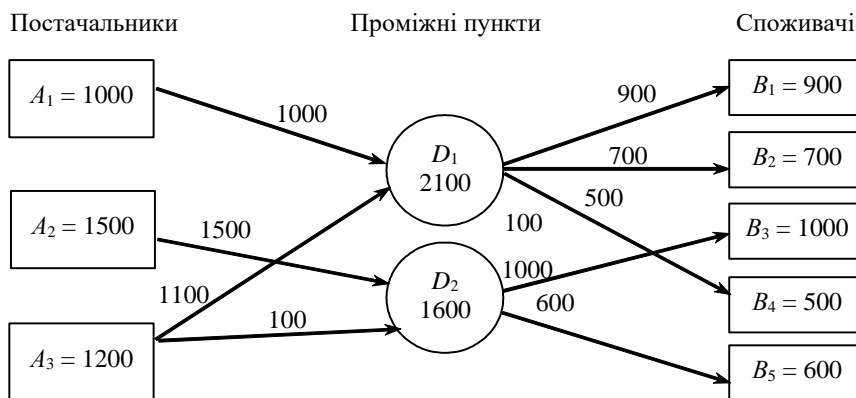 Постачальники Проміжні пункти Споживачі
A₁ = 1000
1000
900
B₁ = 900
D₁
2100
700
B₂ = 700
500
A₂ = 1500
1500
100
B₃ = 1000
D₂
1600
1000
600
1100
B₄ = 500
100
A₃ = 1200
B₅ = 600